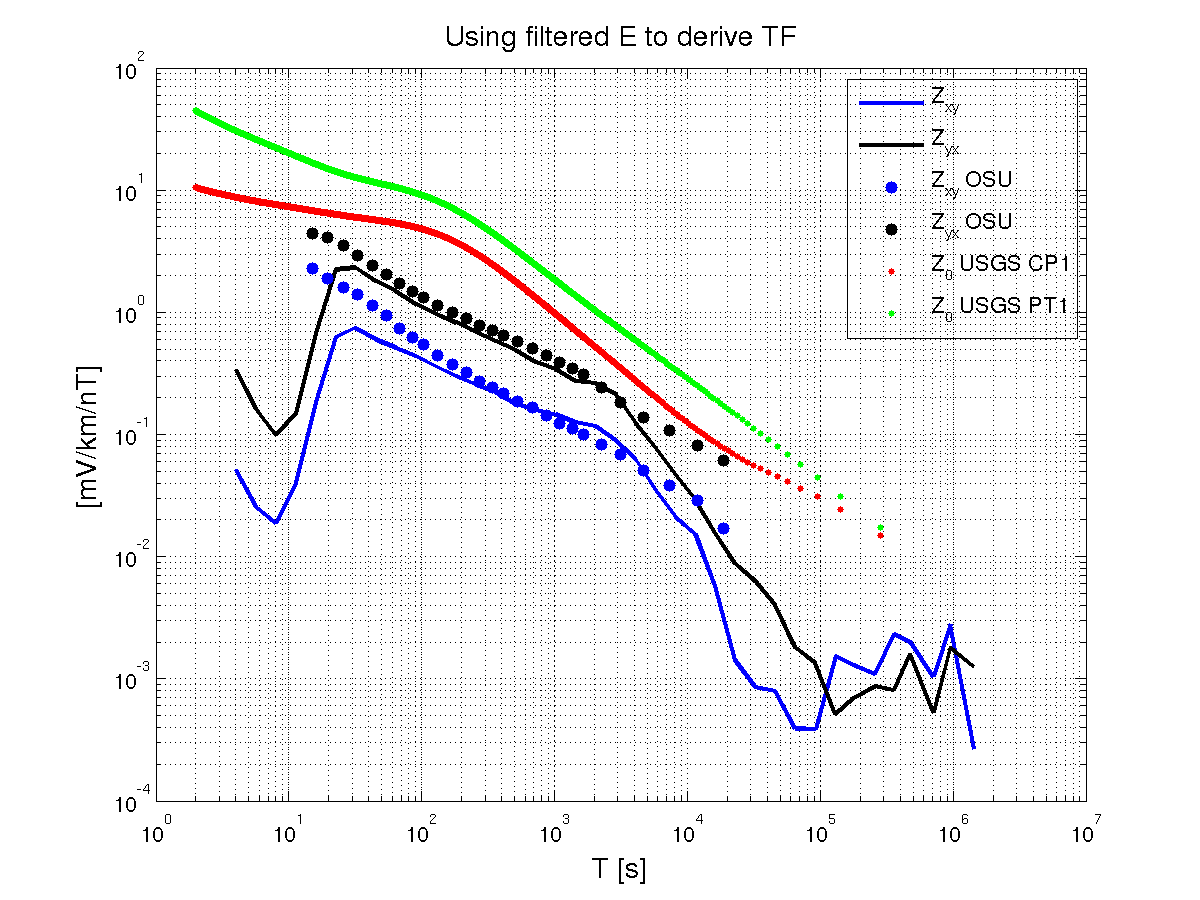 Using filtered E to derive TF
10^2
10^1
10^0
10^-1
10^-2
10^-3
10^-4
[mV/km/nT]
Z_xy
Z_yx
Z_xy OSU
Z_yx OSU
Z_0 USGS CP1
Z_0 USGS PT1
10^0 10^1 10^2 10^3 10^4 10^5 10^6 10^7
T [s]